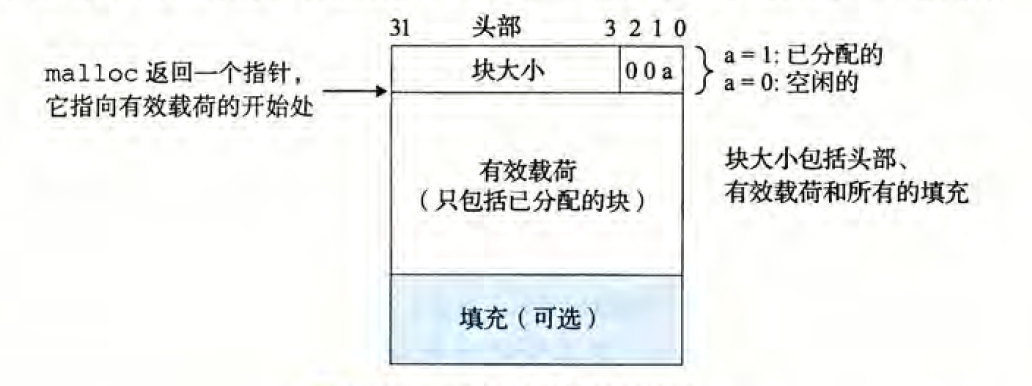 31 头部 3 2 1 0
malloc 返回一个指针，
它指向有效载荷的开始处
块大小
0 0 a
a = 1: 已分配的
a = 0: 空闲的
有效载荷
（只包括已分配的块）
块大小包括头部、
有效载荷和所有的填充
填充（可选）